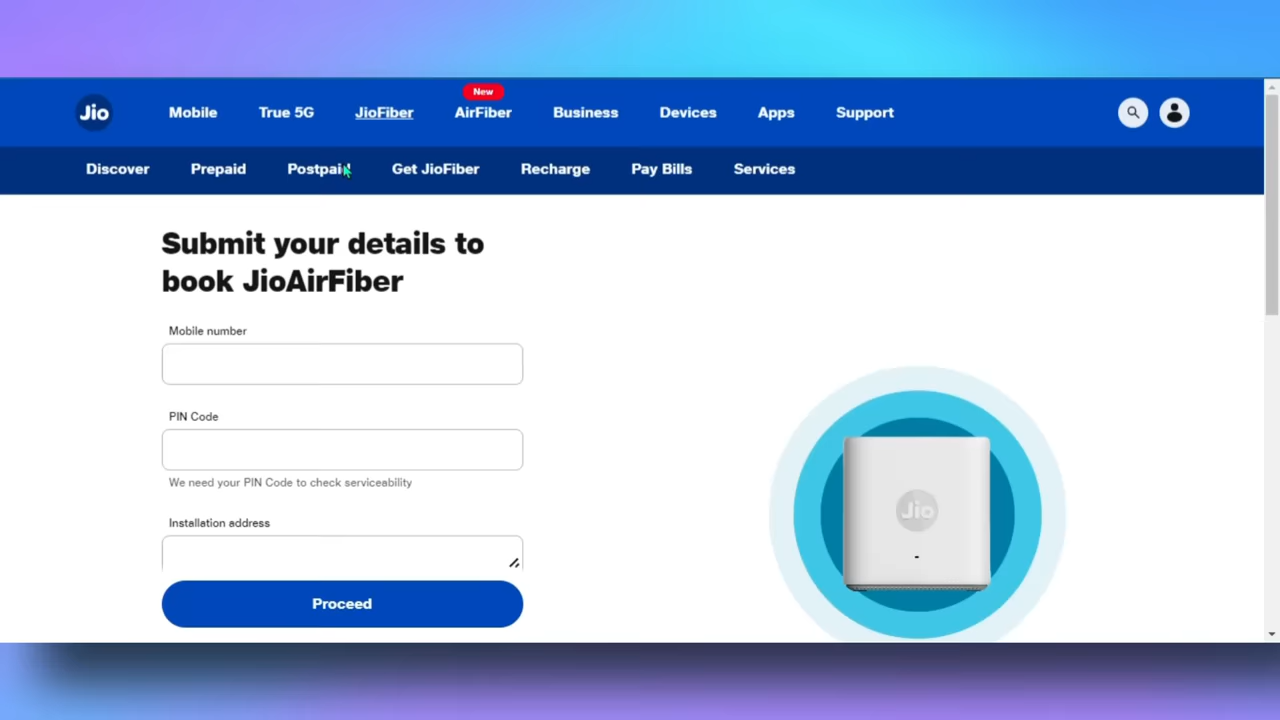 New
Jio Mobile True 5G JioFiber AirFiber Business Devices Apps Support
Discover Prepaid Postpaid Get JioFiber Recharge Pay Bills Services
Submit your details to
book JioAirFiber
Mobile number
PIN Code
We need your PIN Code to check serviceability
Installation address
Proceed
Jio